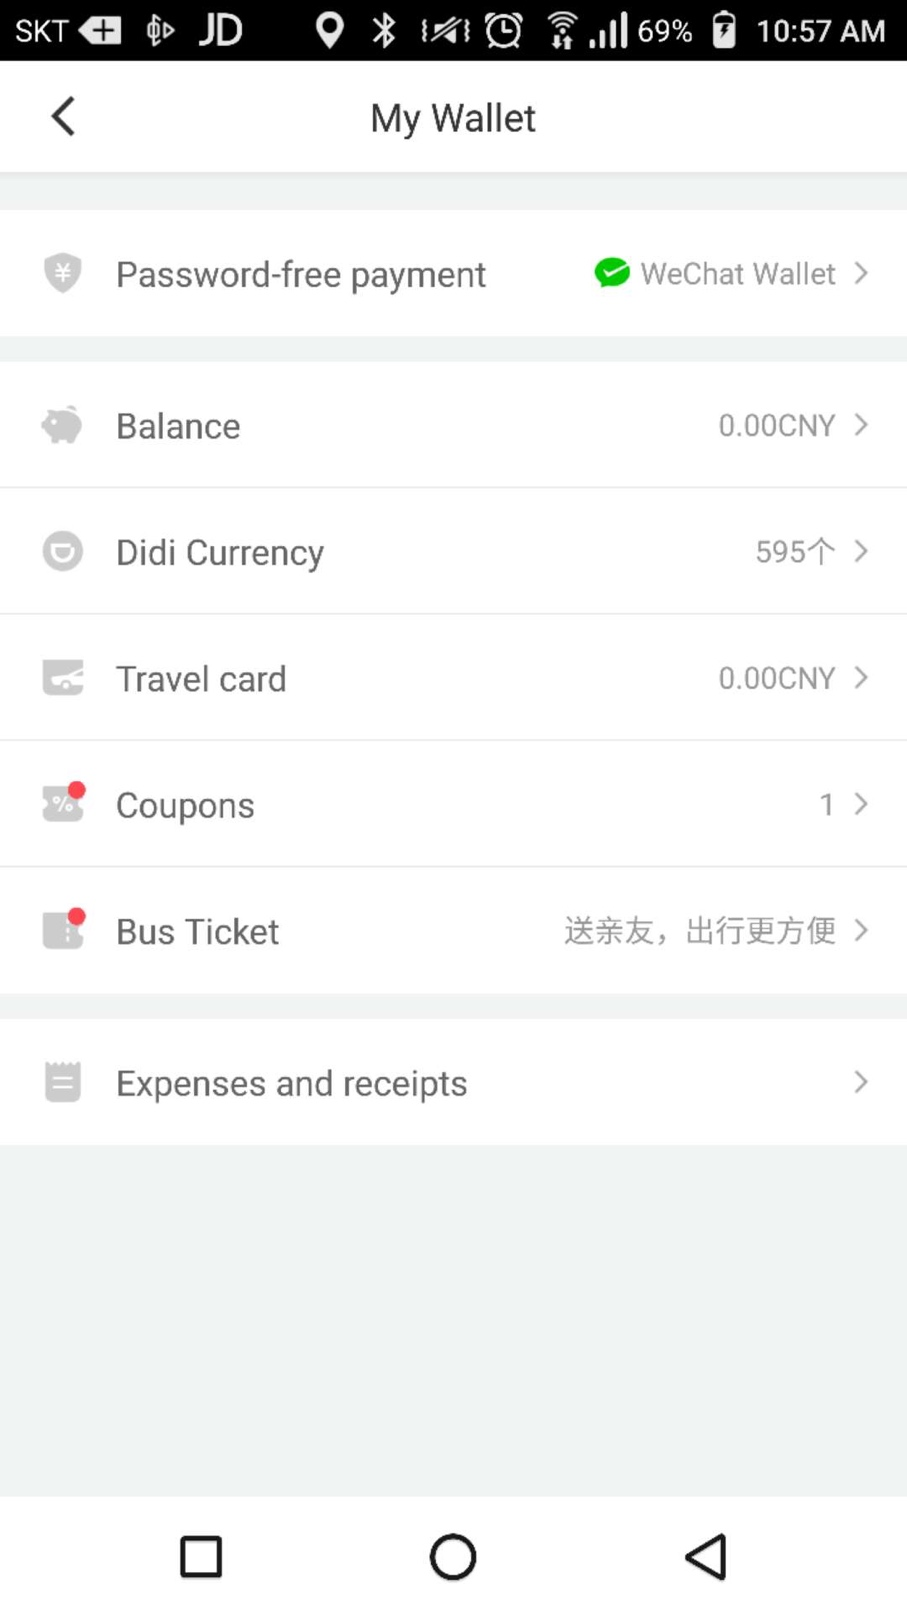 SKT JD 69% 10:57 AM
My Wallet
¥ Password-free payment WeChat Wallet
Balance 0.00CNY
Didi Currency 595个
Travel card 0.00CNY
% Coupons 1
Bus Ticket 送亲友，出行更方便
Expenses and receipts